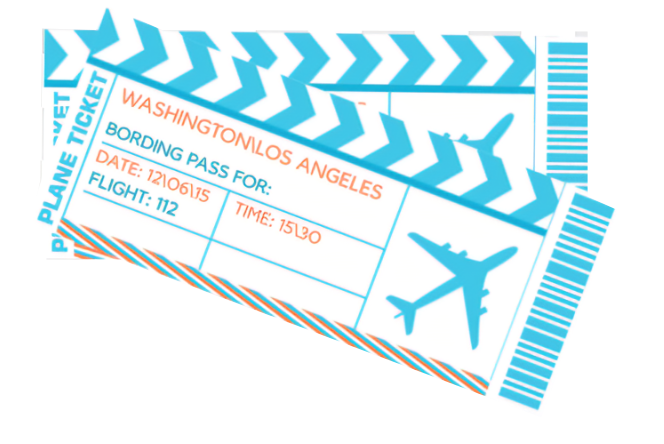 PLANE TICKET
WASHINGTON\LOS ANGELES
BORDING PASS FOR:
DATE: 12\06\15
TIME: 15\30
FLIGHT: 112